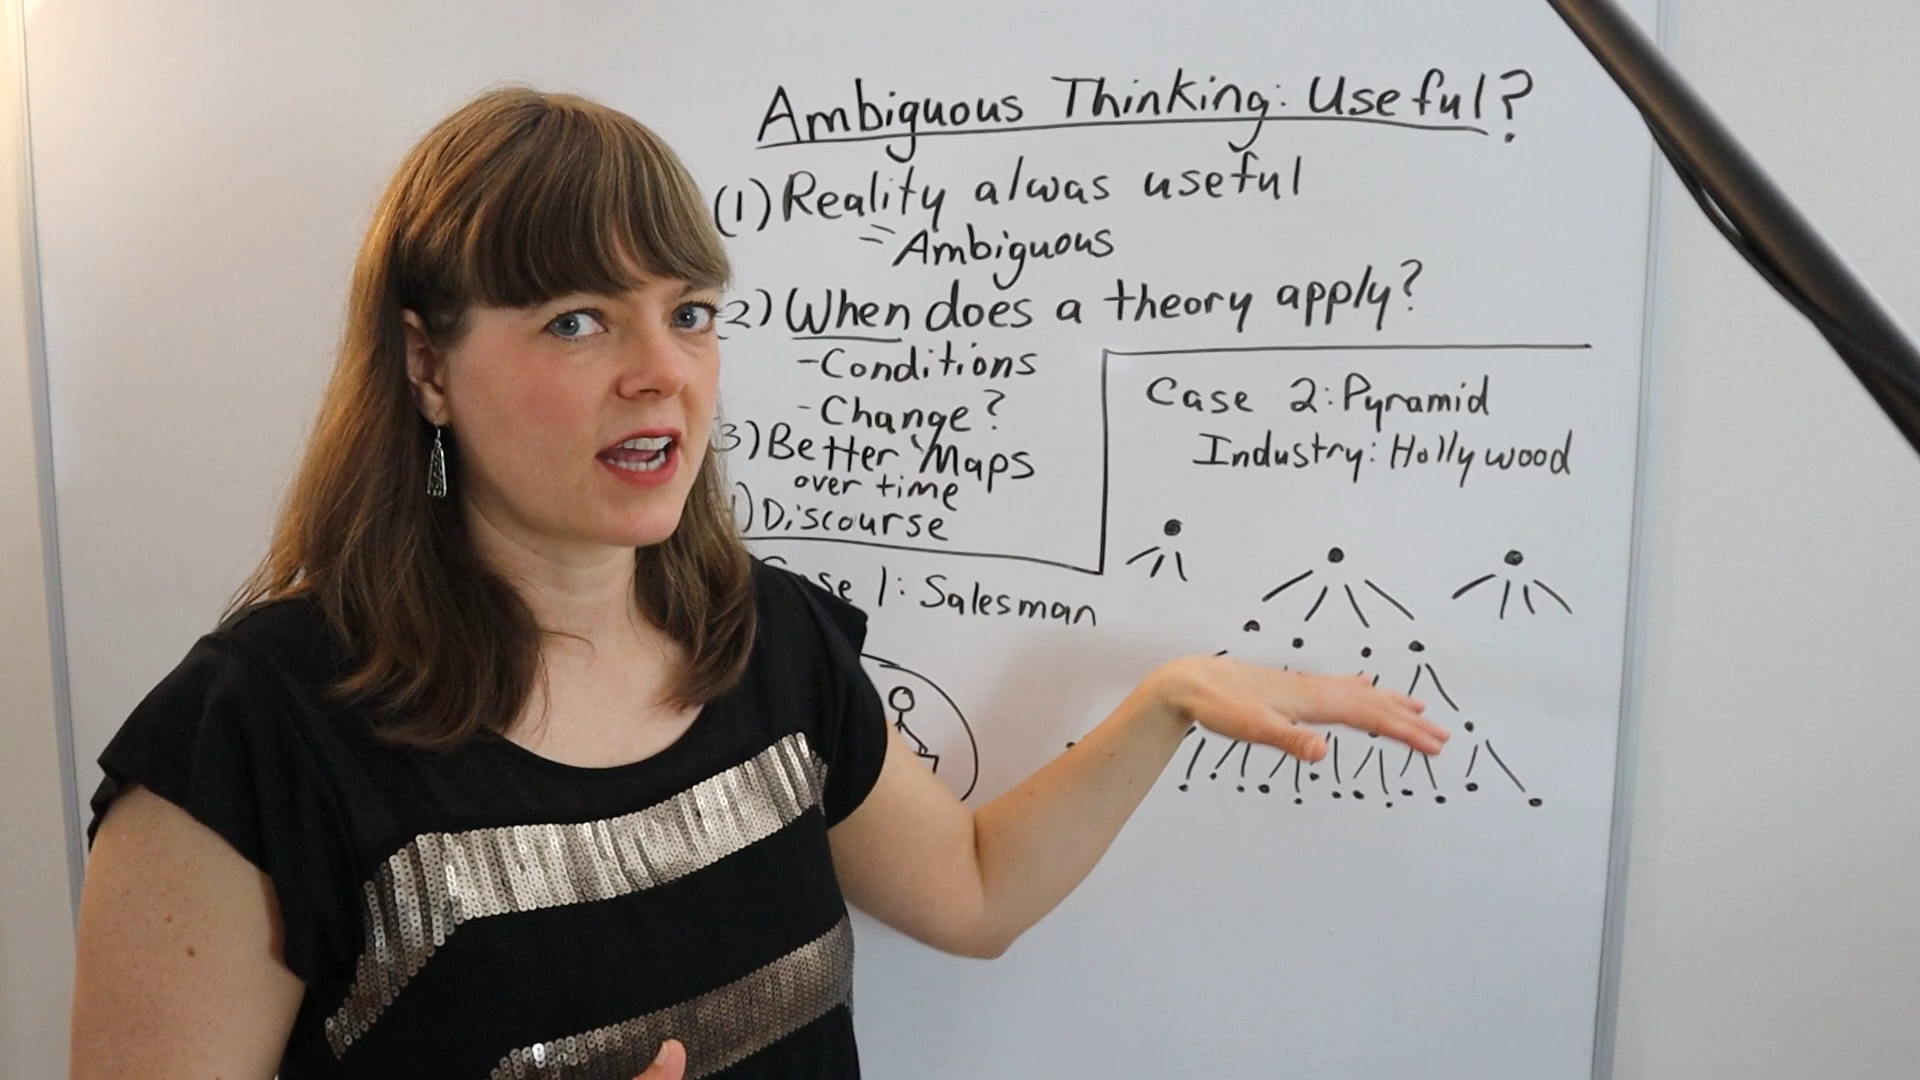 Ambiguous Thinking: Useful?
(1) Reality alwas useful
= Ambiguous
2) When does a theory apply?
- Conditions
- Change?
3) Better Maps
over time
) Discourse
se 1: Salesman
Case 2: Pyramid
Industry: Hollywood